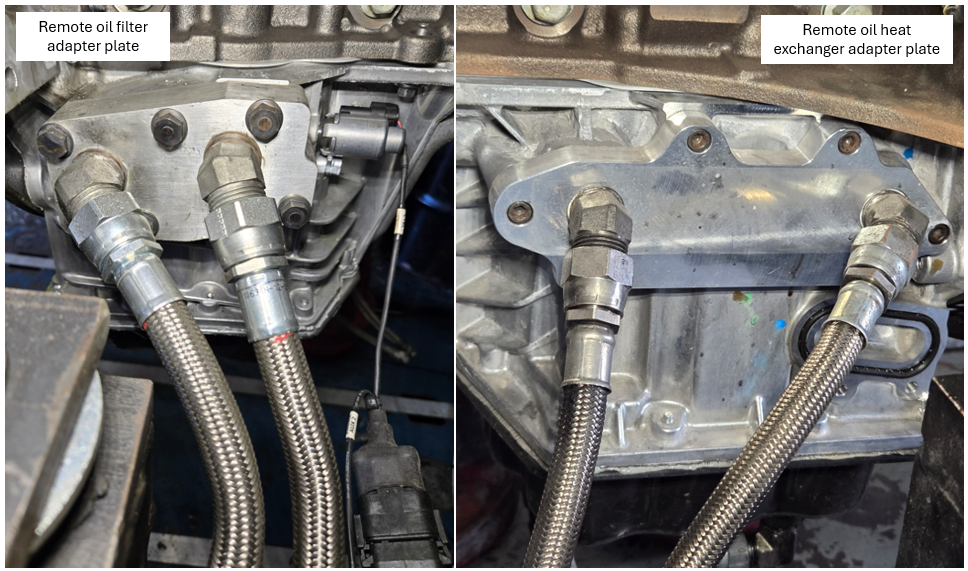 Remote oil filter
adapter plate
Remote oil heat
exchanger adapter plate